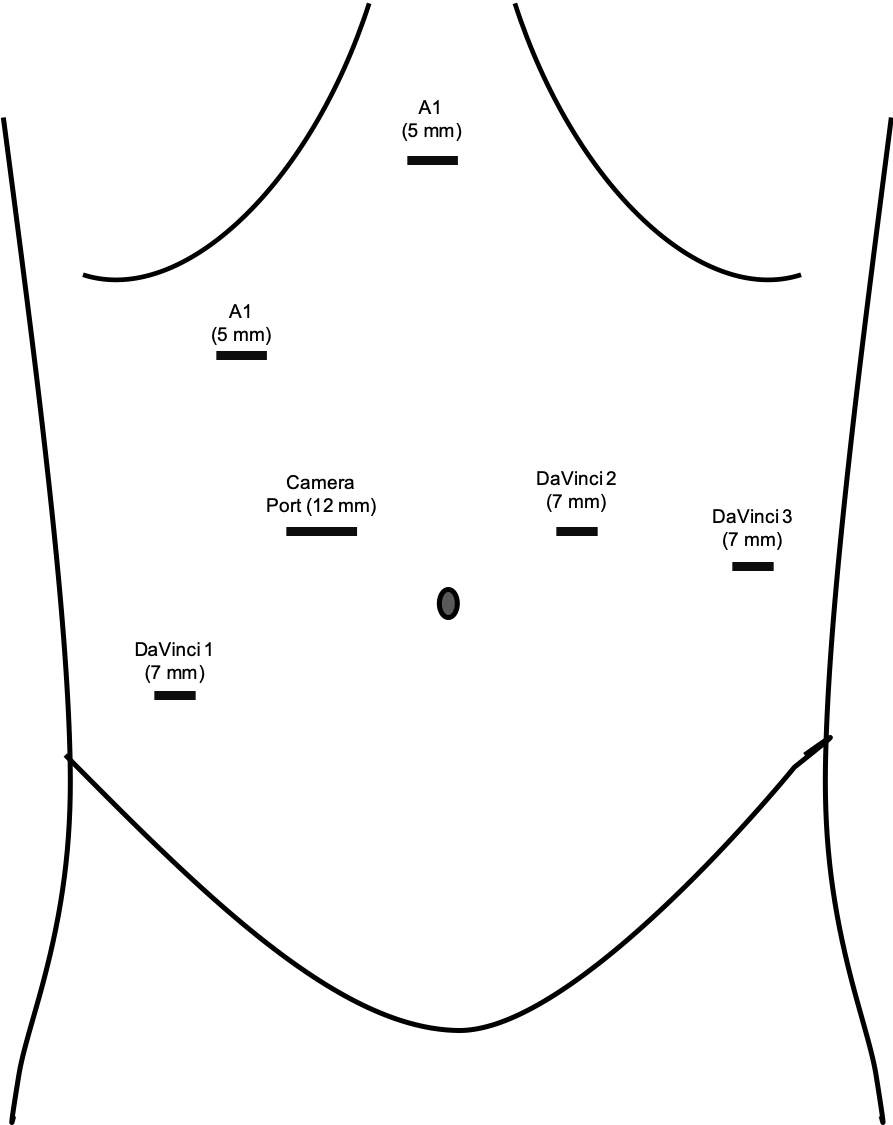 A1
(5 mm)
A1
(5 mm)
Camera
Port (12 mm)
DaVinci 2
(7 mm)
DaVinci 3
(7 mm)
DaVinci 1
(7 mm)